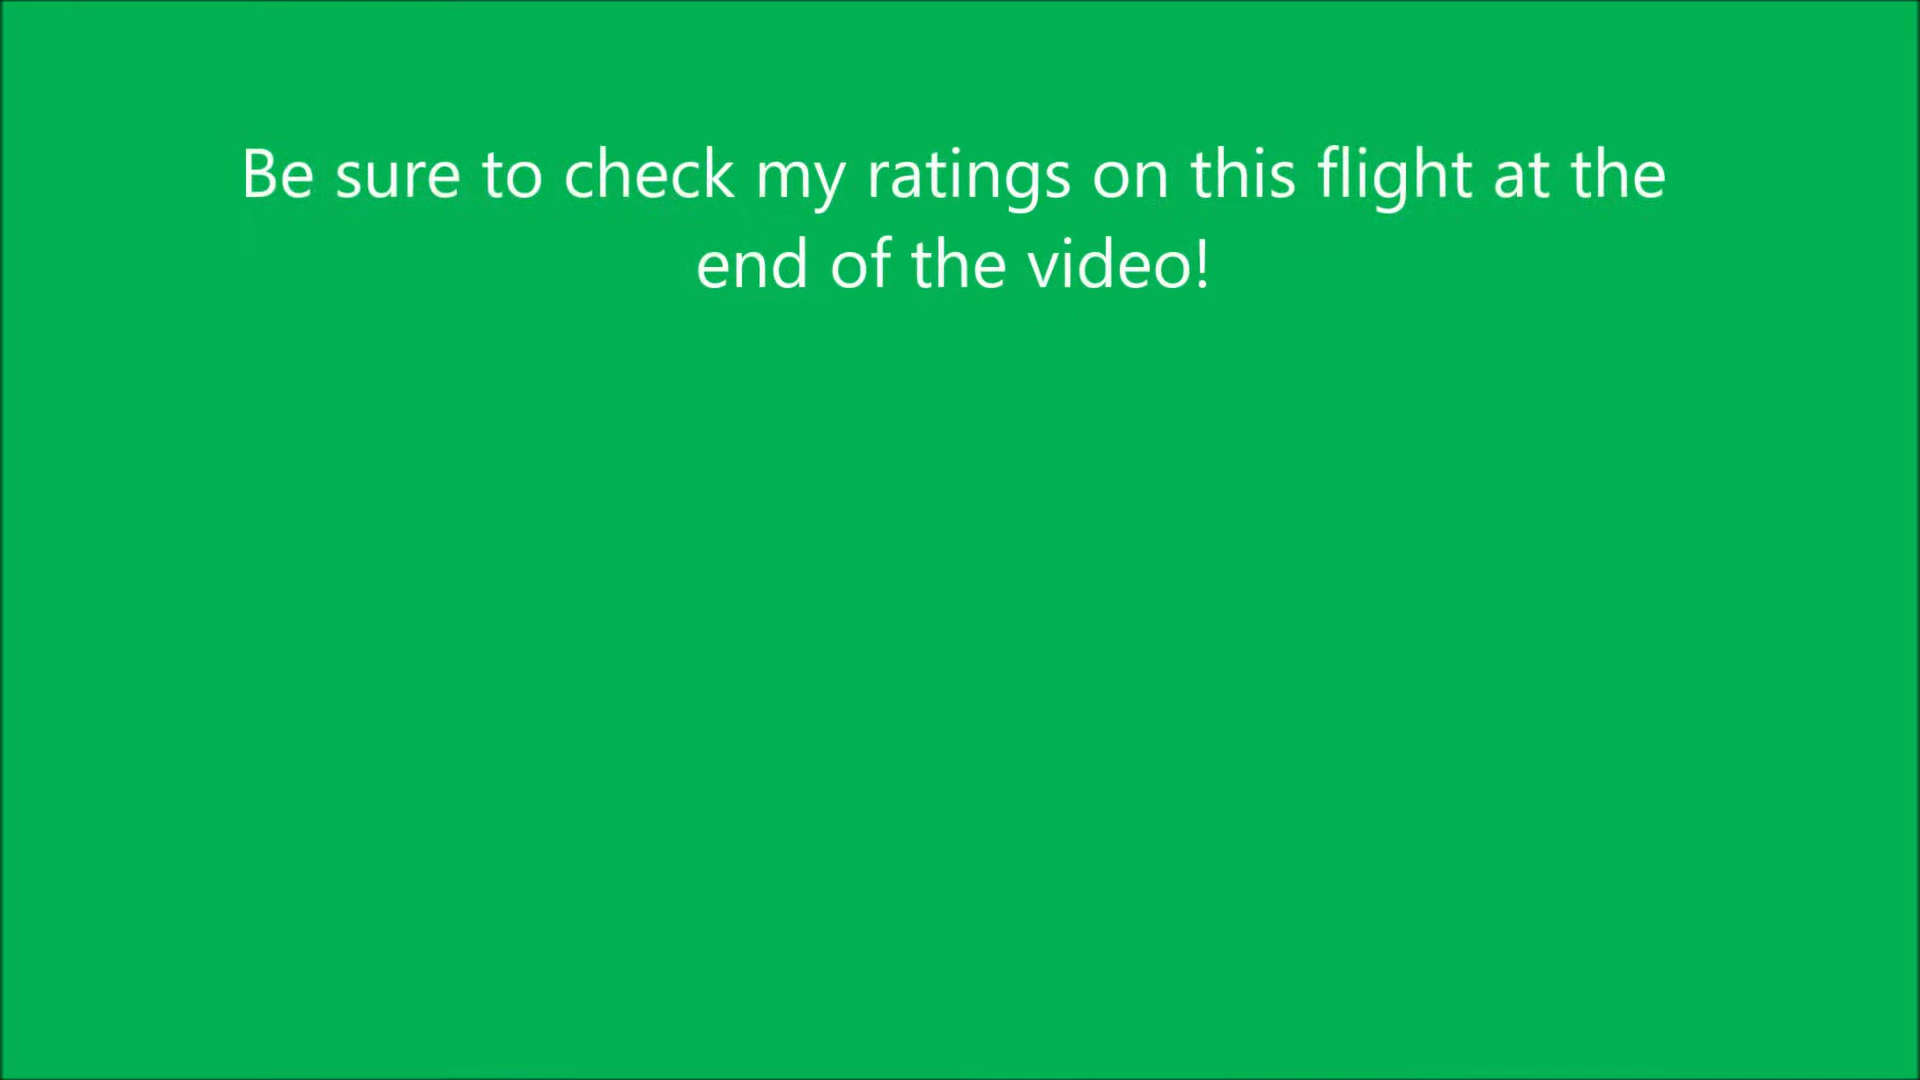 Be sure to check my ratings on this flight at the
end of the video!